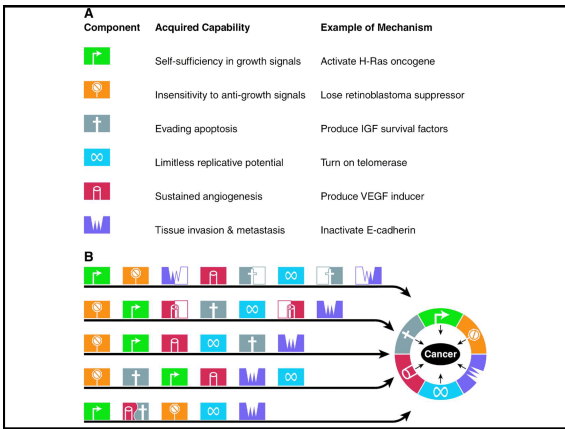 A
Component Acquired Capability Example of Mechanism
Self-sufficiency in growth signals Activate H-Ras oncogene
Insensitivity to anti-growth signals Lose retinoblastoma suppressor
Evading apoptosis Produce IGF survival factors
Limitless replicative potential Turn on telomerase
Sustained angiogenesis Produce VEGF inducer
Tissue invasion & metastasis Inactivate E-cadherin
B
Cancer